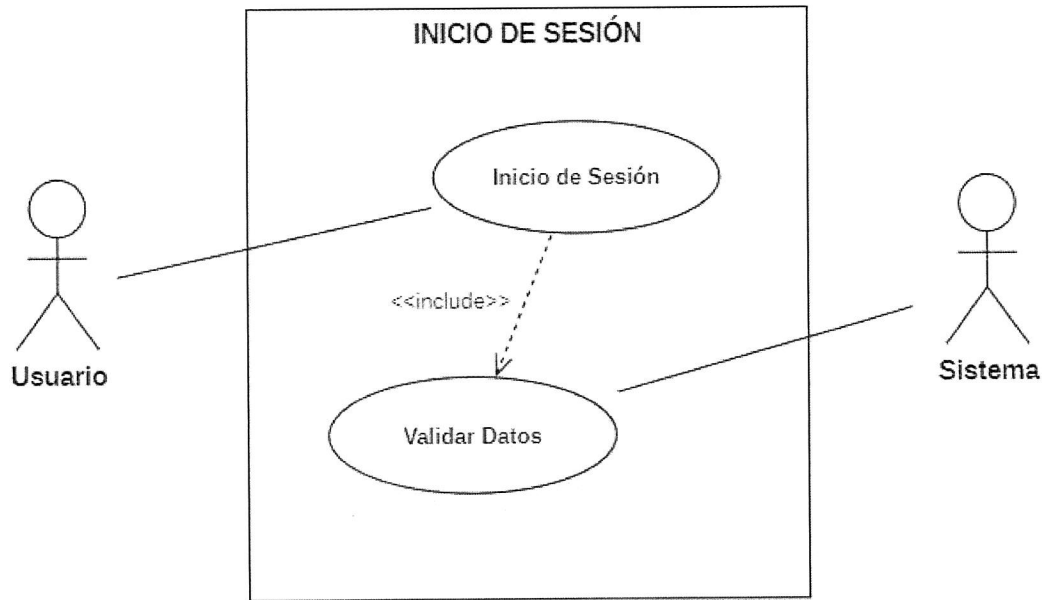 INICIO DE SESIÓN
Inicio de Sesión
<<include>>
Usuario
Sistema
Validar Datos